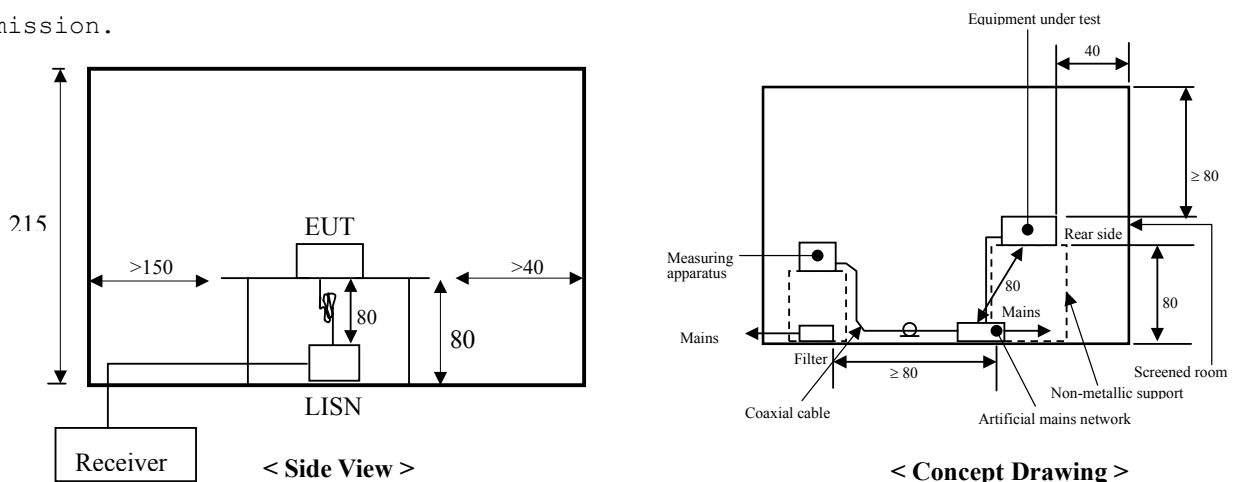 mission.
215
EUT
>150
>40
80
80
LISN
Receiver
< Side View >
Equipment under test
40
≥ 80
Rear side
Measuring
apparatus
80
80
Mains
Mains
Filter
≥ 80
Screened room
Non-metallic support
Coaxial cable
Artificial mains network
< Concept Drawing >